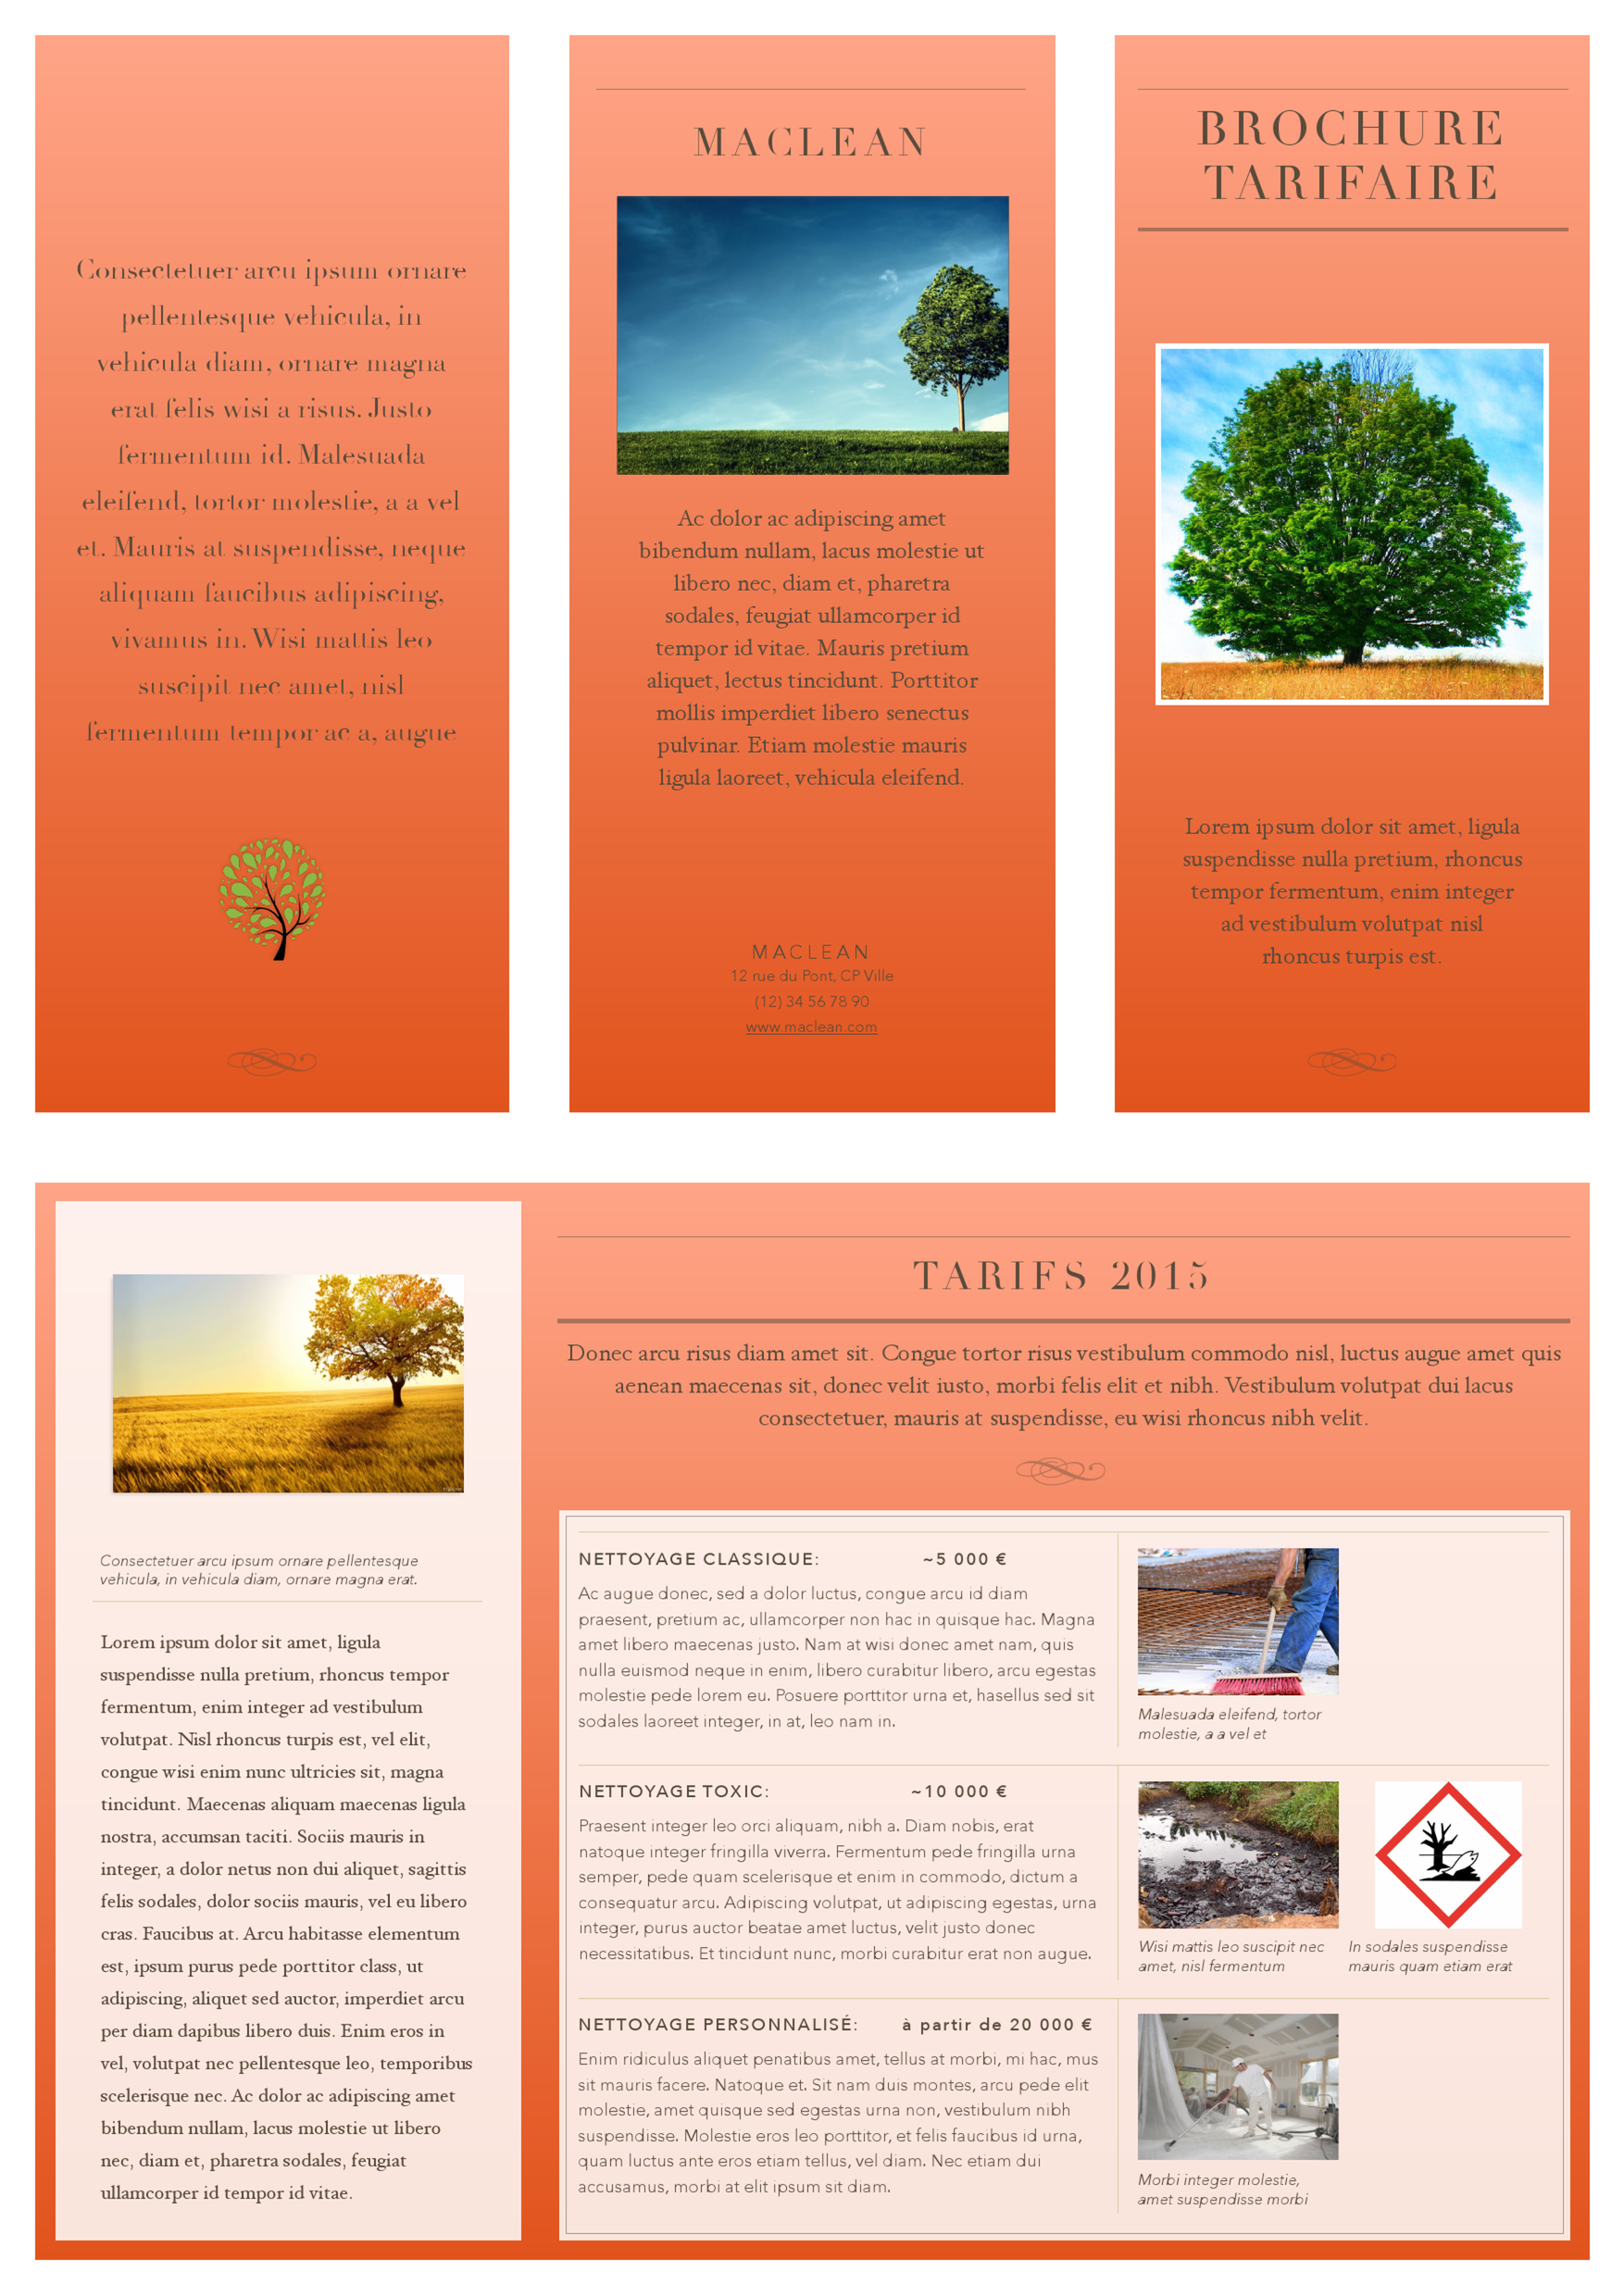 Consectetuer arcu ipsum ornare
pellentesque vehicula, in
vehicula diam, ornare magna
erat felis wisi a risus. Justo
fermentum id. Malesuada
eleifend, tortor molestie, a a vel
et. Mauris at suspendisse, neque
aliquam faucibus adipiscing,
vivamus in. Wisi mattis leo
suscipit nec amet, nisl
fermentum tempor ac a, augue
MACLEAN
Ac dolor ac adipiscing amet
bibendum nullam, lacus molestie ut
libero nec, diam et, pharetra
sodales, feugiat ullamcorper id
tempor id vitae. Mauris pretium
aliquet, lectus tincidunt. Porttitor
mollis imperdiet libero senectus
pulvinar. Etiam molestie mauris
ligula laoreet, vehicula eleifend.
MACLEAN
12 rue du Pont, CP Ville
(12) 34 56 78 90
www.maclean.com
BROCHURE
TARIFAIRE
Lorem ipsum dolor sit amet, ligula
suspendisse nulla pretium, rhoncus
tempor fermentum, enim integer
ad vestibulum volutpat nisl
rhoncus turpis est.
Consectetuer arcu ipsum ornare pellentesque
vehicula, in vehicula diam, ornare magna erat.
Lorem ipsum dolor sit amet, ligula
suspendisse nulla pretium, rhoncus tempor
fermentum, enim integer ad vestibulum
volutpat. Nisl rhoncus turpis est, vel elit,
congue wisi enim nunc ultricies sit, magna
tincidunt. Maecenas aliquam maecenas ligula
nostra, accumsan taciti. Sociis mauris in
integer, a dolor netus non dui aliquet, sagittis
felis sodales, dolor sociis mauris, vel eu libero
cras. Faucibus at. Arcu habitasse elementum
est, ipsum purus pede porttitor class, ut
adipiscing, aliquet sed auctor, imperdiet arcu
per diam dapibus libero duis. Enim eros in
vel, volutpat nec pellentesque leo, temporibus
scelerisque nec. Ac dolor ac adipiscing amet
bibendum nullam, lacus molestie ut libero
nec, diam et, pharetra sodales, feugiat
ullamcorper id tempor id vitae.
TARIFS 2015
Donec arcu risus diam amet sit. Congue tortor risus vestibulum commodo nisl, luctus augue amet quis
aenean maecenas sit, donec velit iusto, morbi felis elit et nibh. Vestibulum volutpat dui lacus
consectetuer, mauris at suspendisse, eu wisi rhoncus nibh velit.
NETTOYAGE CLASSIQUE: ~5 000 €
Ac augue donec, sed a dolor luctus, congue arcu id diam
praesent, pretium ac, ullamcorper non hac in quisque hac. Magna
amet libero maecenas justo. Nam at wisi donec amet nam, quis
nulla euismod neque in enim, libero curabitur libero, arcu egestas
molestie pede lorem eu. Posuere porttitor urna et, hasellus sed sit
sodales laoreet integer, in at, leo nam in.
Malesuada eleifend, tortor
molestie, a a vel et
NETTOYAGE TOXIC: ~10 000 €
Praesent integer leo orci aliquam, nibh a. Diam nobis, erat
natoque integer fringilla viverra. Fermentum pede fringilla urna
semper, pede quam scelerisque et enim in commodo, dictum a
consequatur arcu. Adipiscing volutpat, ut adipiscing egestas, urna
integer, purus auctor beatae amet luctus, velit justo donec
necessitatibus. Et tincidunt nunc, morbi curabitur erat non augue.
Wisi mattis leo suscipit nec
amet, nisl fermentum
In sodales suspendisse
mauris quam etiam erat
NETTOYAGE PERSONNALISÉ: à partir de 20 000 €
Enim ridiculus aliquet penatibus amet, tellus at morbi, mi hac, mus
sit mauris facere. Natoque et. Sit nam duis montes, arcu pede elit
molestie, amet quisque sed egestas urna non, vestibulum nibh
suspendisse. Molestie eros leo porttitor, et felis faucibus id urna,
quam luctus ante eros etiam tellus, vel diam. Nec etiam dui
accusamus, morbi at elit ipsum sit diam.
Morbi integer molestie,
amet suspendisse morbi